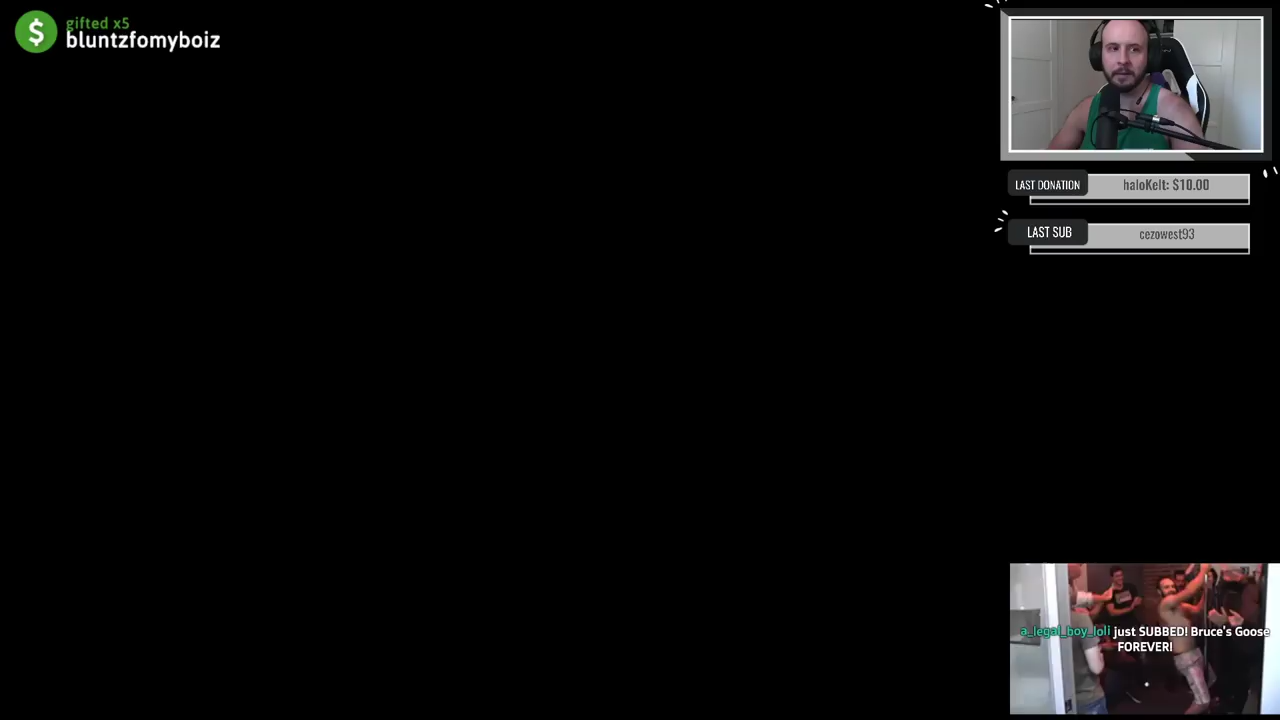 gifted x5
bluntzfomyboiz
LAST DONATION
haloKelt: $10.00
LAST SUB
cezowest93
a_legal_boy_loli just SUBBED! Bruce's Goose
FOREVER!